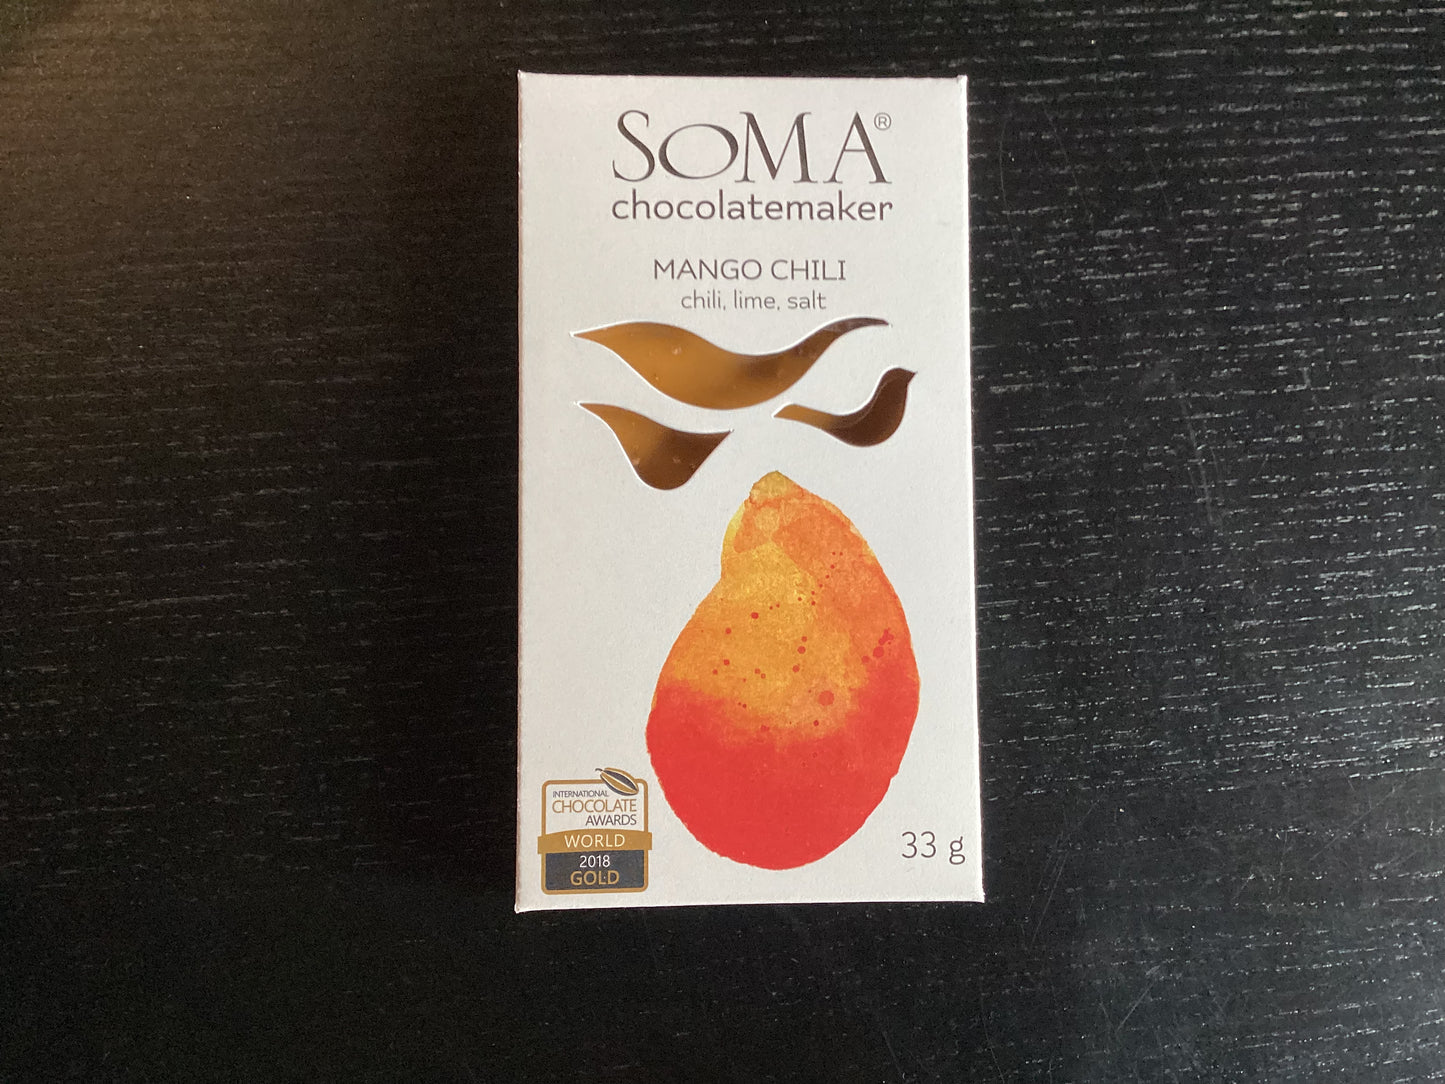 SOMA®
chocolatemaker
MANGO CHILI
chili, lime, salt
INTERNATIONAL
CHOCOLATE
AWARDS
WORLD
2018
GOLD
33 g